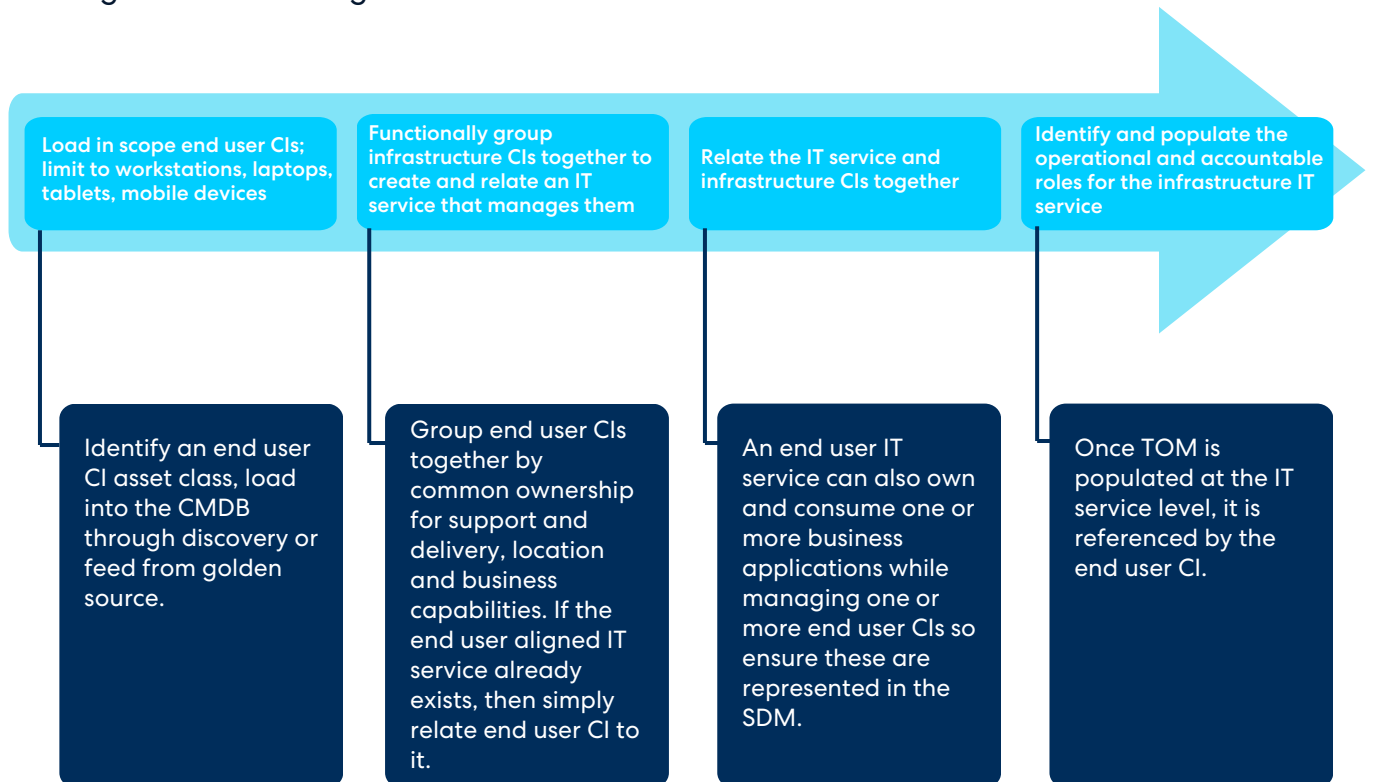 Load in scope end user CIs;
limit to workstations, laptops,
tablets, mobile devices
Functionally group
infrastructure CIs together to
create and relate an IT
service that manages them
Relate the IT service and
infrastructure CIs together
Identify and populate the
operational and accountable
roles for the infrastructure IT
service
Identify an end user
CI asset class, load
into the CMDB
through discovery or
feed from golden
source.
Group end user CIs
together by
common ownership
for support and
delivery, location
and business
capabilities. If the
end user aligned IT
service already
exists, then simply
relate end user CI to
it.
An end user IT
service can also own
and consume one or
more business
applications while
managing one or
more end user CIs so
ensure these are
represented in the
SDM.
Once TOM is
populated at the IT
service level, it is
referenced by the
end user CI.